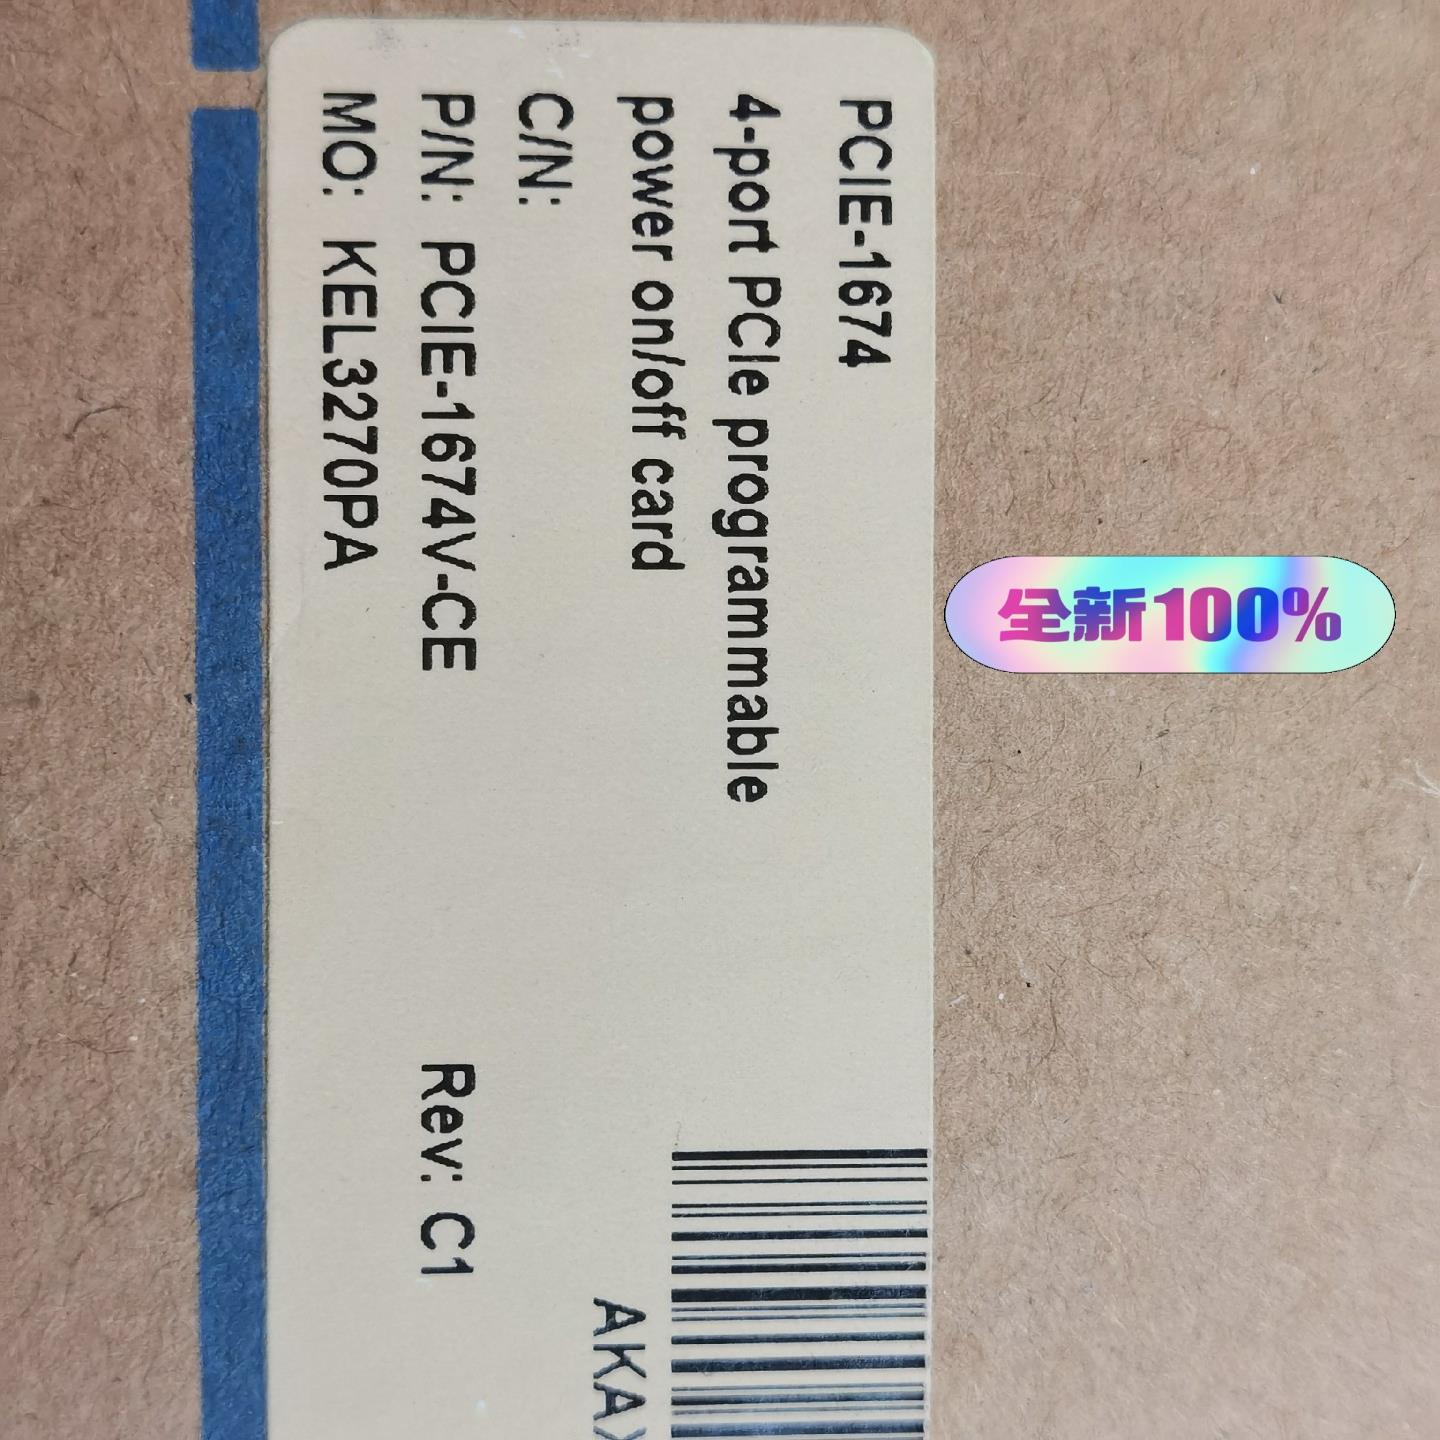 PCIE-1674
4-port PCIe programmable
power on/off card
C/N:
P/N: PCIE-1674V-CE Rev: C1
MO: KEL3270PA
全新100%